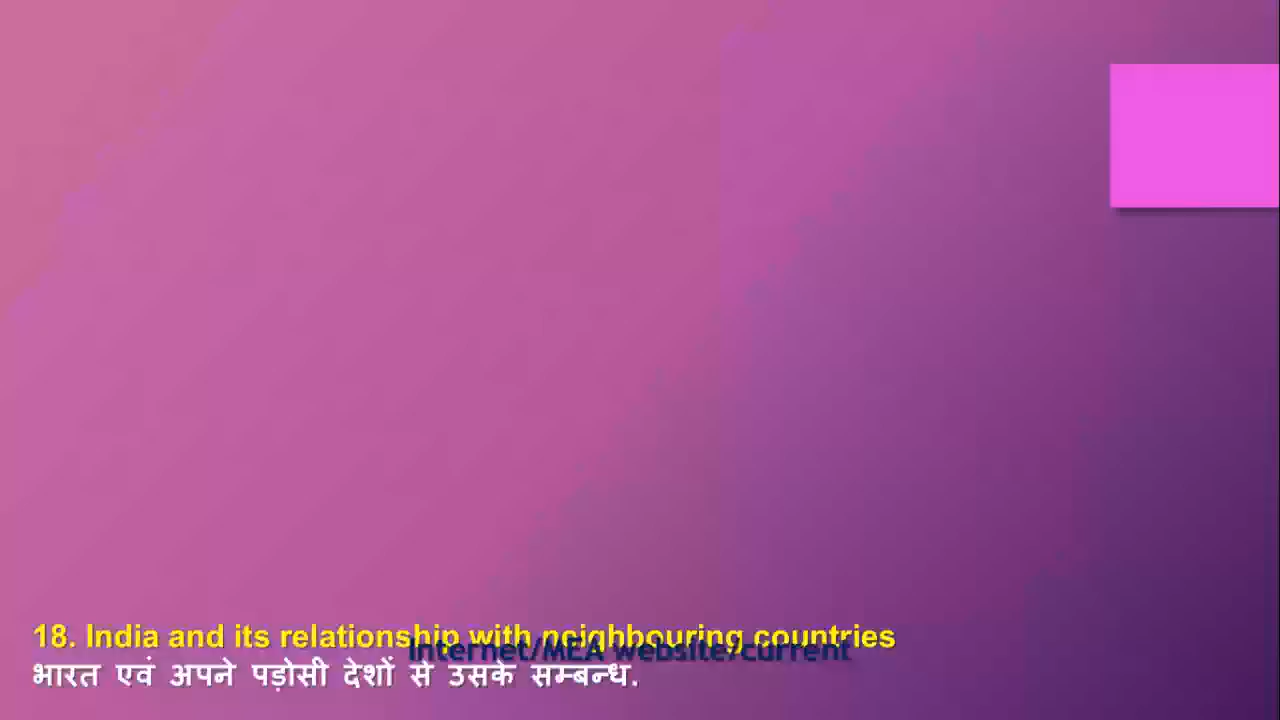 18. India and its relationship with neighbouring countries
Internet/MEA website/current
भारत एवं अपने पड़ोसी देशों से उसके सम्बन्ध.